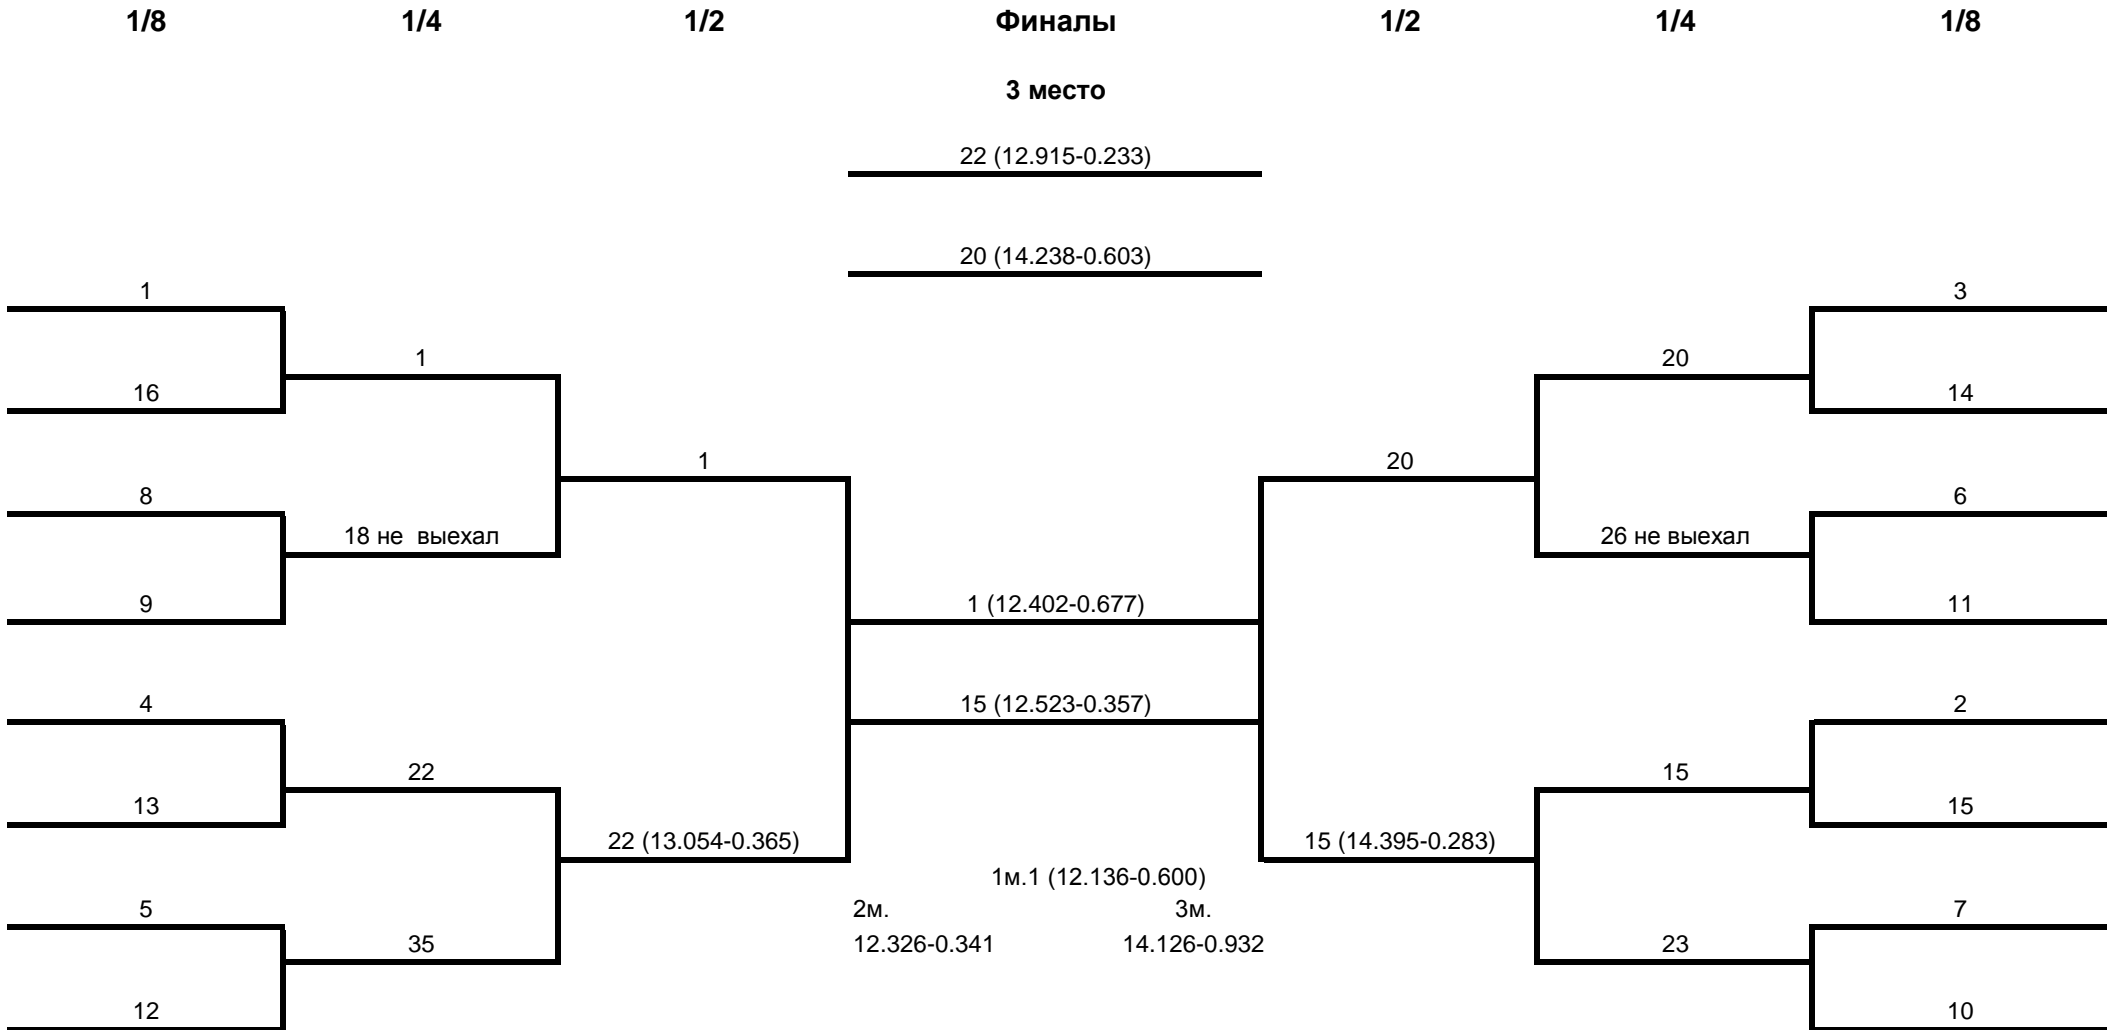 1/8 1/4 1/2 Финалы 1/2 1/4 1/8
3 место
22 (12.915-0.233)
20 (14.238-0.603)
1 3
1 20
16 14
1 20
8 6
18 не  выехал 26 не выехал
9 1 (12.402-0.677) 11
4 15 (12.523-0.357) 2
22 15
13 15
22 (13.054-0.365) 15 (14.395-0.283)
1м.1 (12.136-0.600)
5 2м. 3м. 7
35 12.326-0.341 14.126-0.932 23
12 10